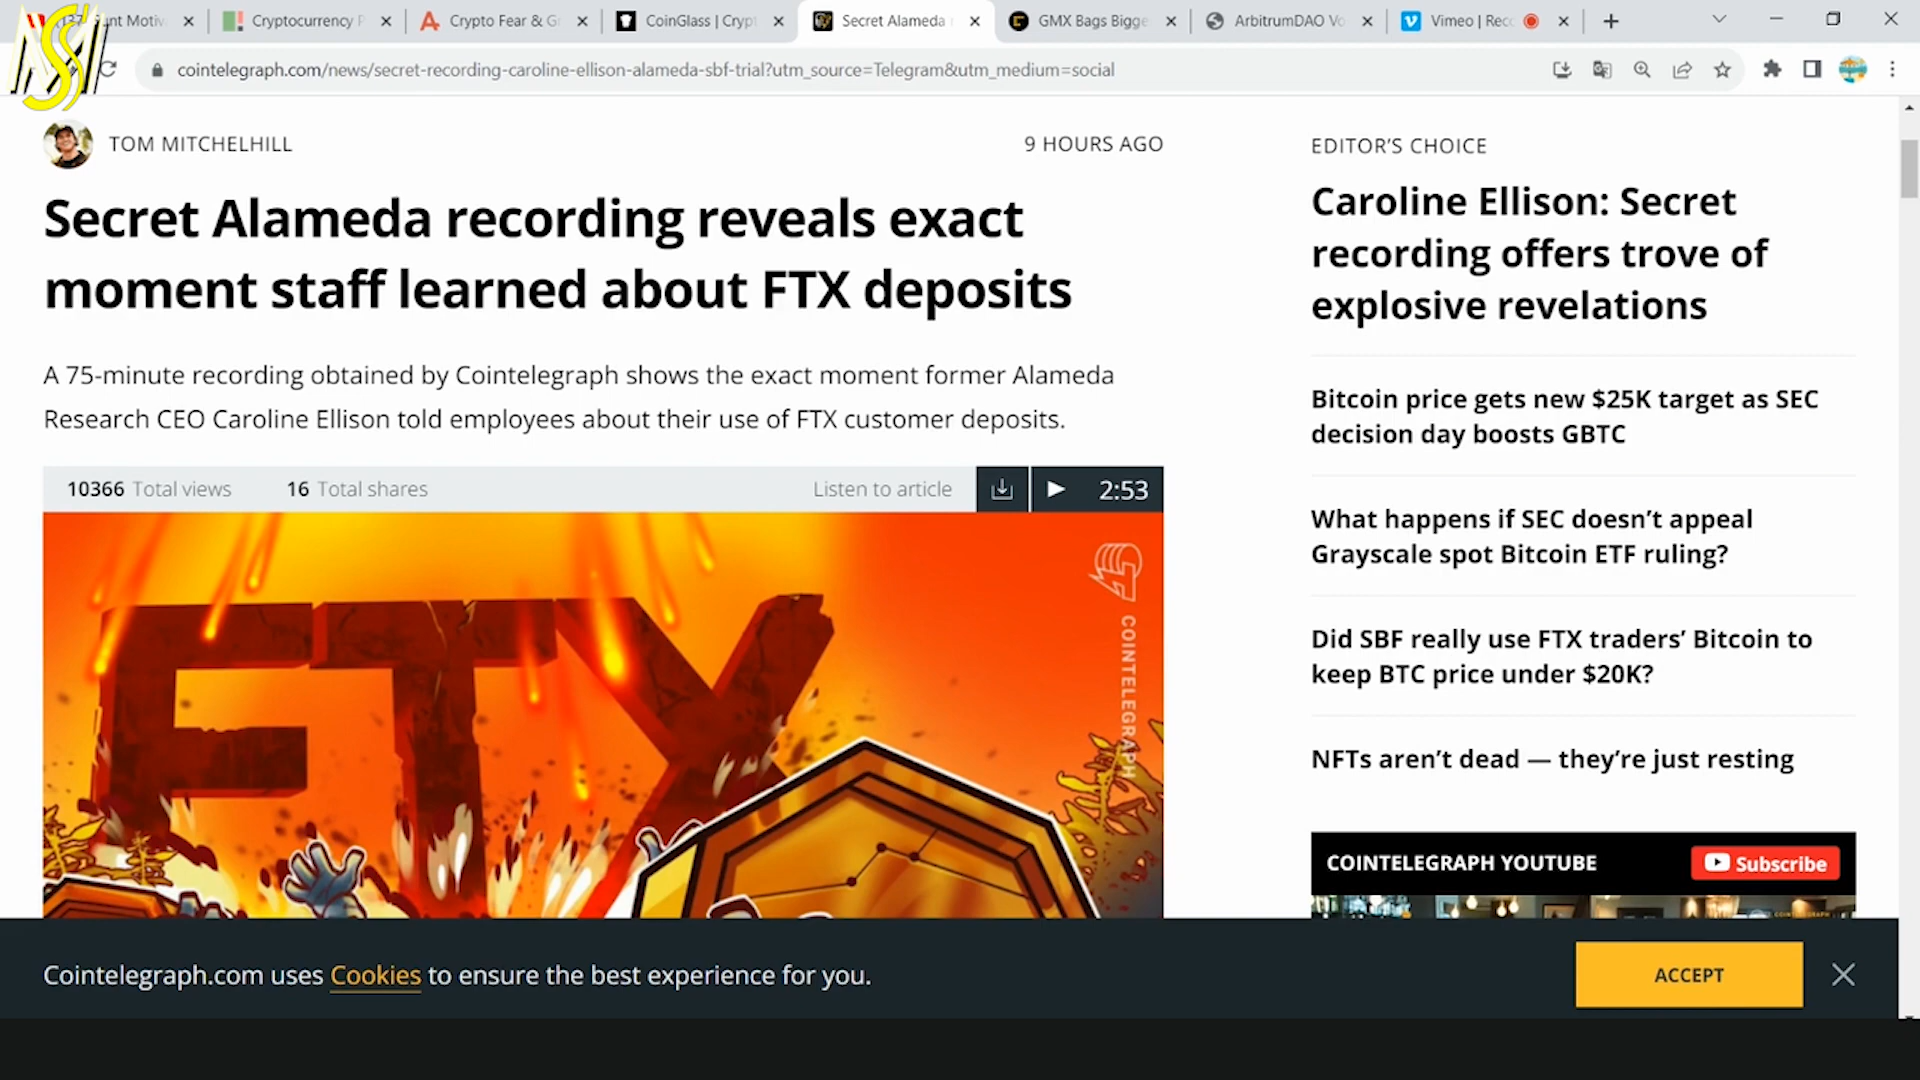 unt Motiv
Cryptocurrency P
Crypto Fear & G
CoinGlass | Crypt
Secret Alameda
GMX Bags Bigge
ArbitrumDAO Vo
Vimeo | Rec
cointelegraph.com/news/secret-recording-caroline-ellison-alameda-sbf-trial?utm_source=Telegram&utm_medium=social
TOM MITCHELHILL
9 HOURS AGO
Secret Alameda recording reveals exact
moment staff learned about FTX deposits
A 75-minute recording obtained by Cointelegraph shows the exact moment former Alameda
Research CEO Caroline Ellison told employees about their use of FTX customer deposits.
10366 Total views
16 Total shares
Listen to article
2:53
FTX
COINTELEGRAPH
EDITOR’S CHOICE
Caroline Ellison: Secret
recording offers trove of
explosive revelations
Bitcoin price gets new $25K target as SEC
decision day boosts GBTC
What happens if SEC doesn’t appeal
Grayscale spot Bitcoin ETF ruling?
Did SBF really use FTX traders’ Bitcoin to
keep BTC price under $20K?
NFTs aren’t dead — they’re just resting
COINTELEGRAPH YOUTUBE
Subscribe
Cointelegraph.com uses Cookies to ensure the best experience for you.
ACCEPT